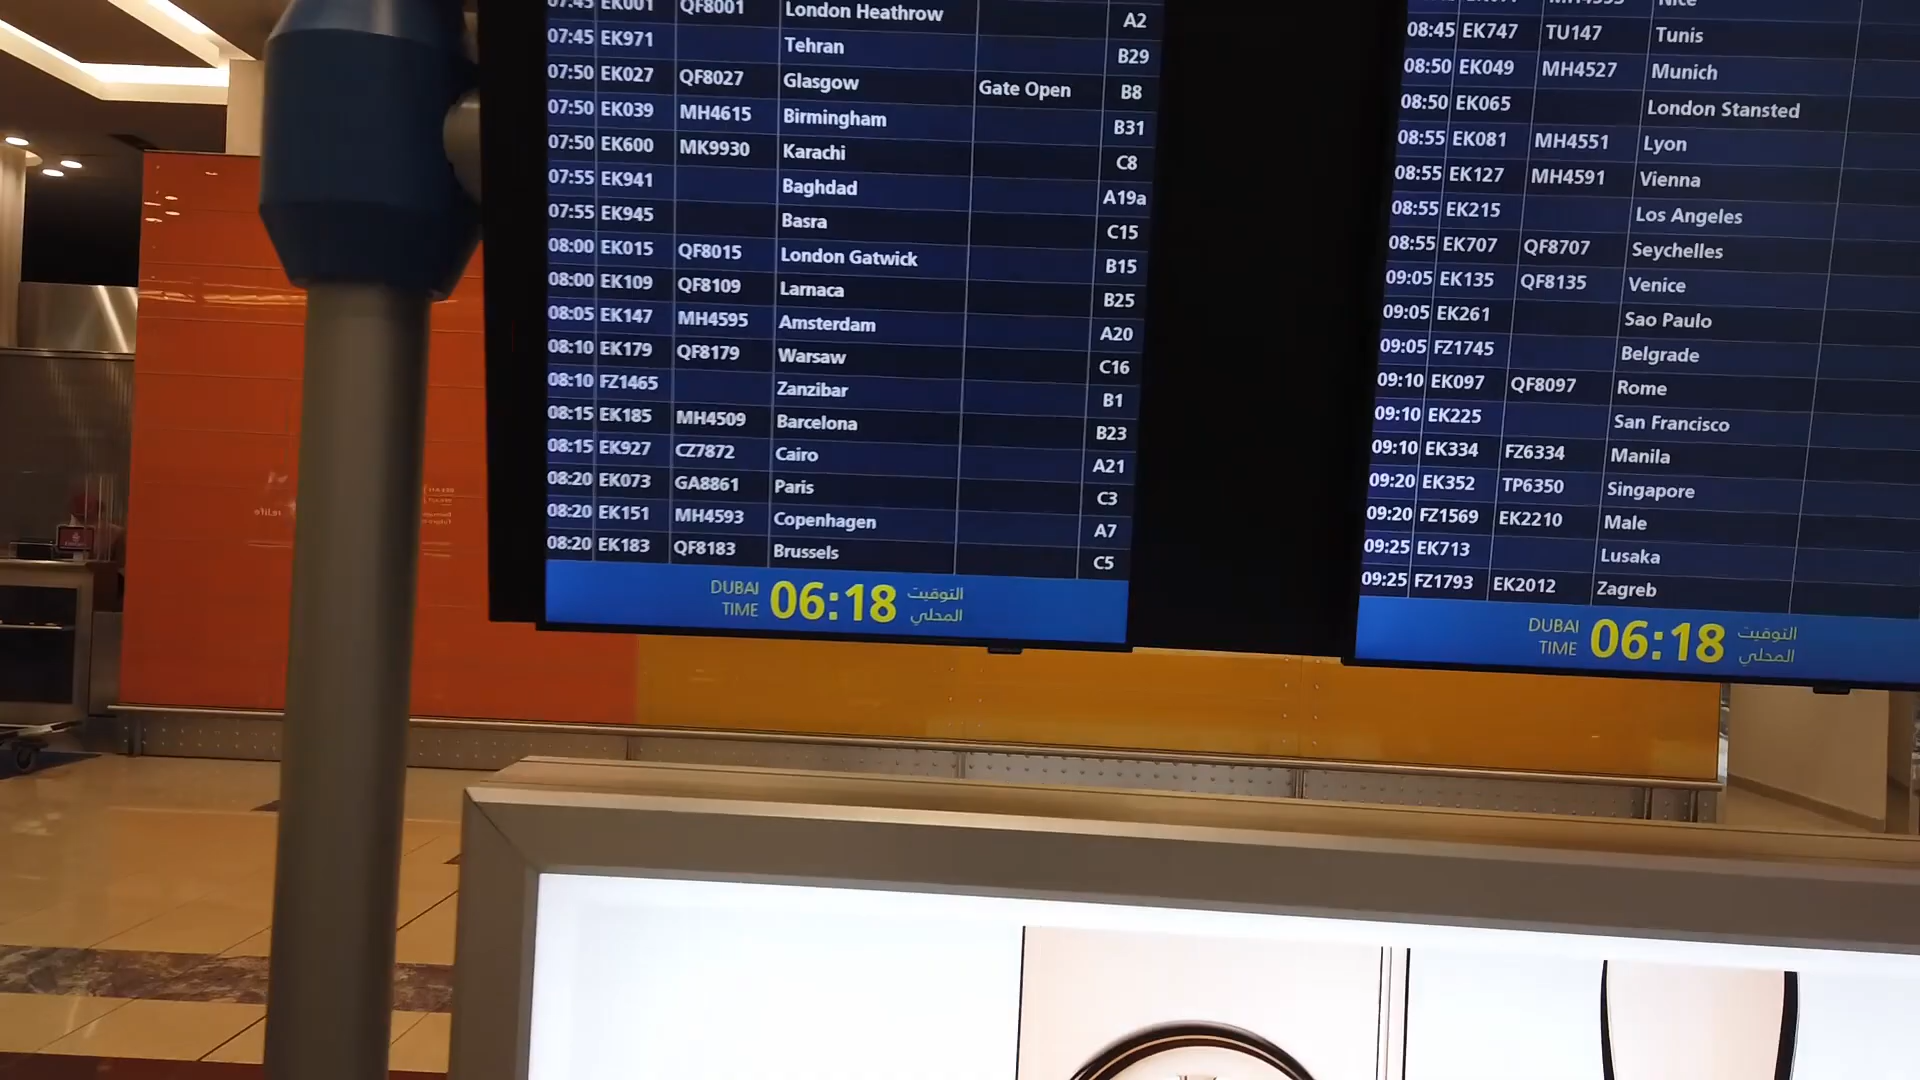 07:45 EK001 QF8001 London Heathrow A2
07:45 EK971 Tehran B29
07:50 EK027 QF8027 Glasgow Gate Open B8
07:50 EK039 MH4615 Birmingham B31
07:50 EK600 MK9930 Karachi C8
07:55 EK941 Baghdad A19a
07:55 EK945 Basra C15
08:00 EK015 QF8015 London Gatwick B15
08:00 EK109 QF8109 Larnaca B25
08:05 EK147 MH4595 Amsterdam A20
08:10 EK179 QF8179 Warsaw C16
08:10 FZ1465 Zanzibar B1
08:15 EK185 MH4509 Barcelona B23
08:15 EK927 CZ7872 Cairo A21
08:20 EK073 GA8861 Paris C3
08:20 EK151 MH4593 Copenhagen A7
08:20 EK183 QF8183 Brussels C5
DUBAI TIME 06:18 التوقيت المحلي
Nice
08:45 EK747 TU147 Tunis
08:50 EK049 MH4527 Munich
08:50 EK065 London Stansted
08:55 EK081 MH4551 Lyon
08:55 EK127 MH4591 Vienna
08:55 EK215 Los Angeles
08:55 EK707 QF8707 Seychelles
09:05 EK135 QF8135 Venice
09:05 EK261 Sao Paulo
09:05 FZ1745 Belgrade
09:10 EK097 QF8097 Rome
09:10 EK225 San Francisco
09:10 EK334 FZ6334 Manila
09:20 EK352 TP6350 Singapore
09:20 FZ1569 EK2210 Male
09:25 EK713 Lusaka
09:25 FZ1793 EK2012 Zagreb
DUBAI TIME 06:18 التوقيت المحلي